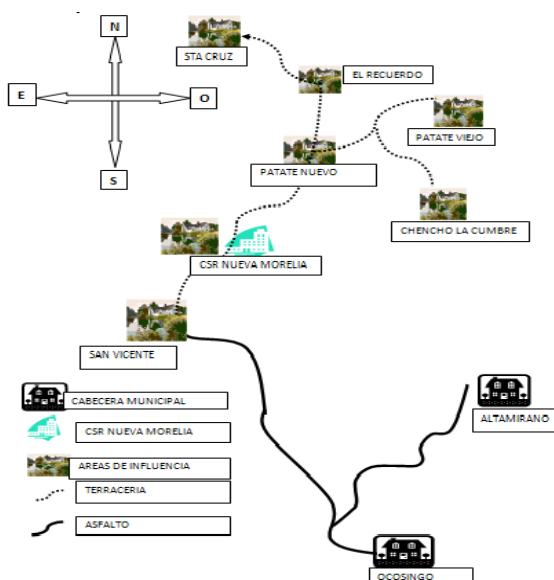 N
STA CRUZ
EL RECUERDO
E
O
PATATE VIEJO
S
PATATE NUEVO
CHENCHO LA CUMBRE
CSR NUEVA MORELIA
SAN VICENTE
CABECERA MUNICIPAL
ALTAMIRANO
CSR NUEVA MORELIA
AREAS DE INFLUENCIA
TERRACERIA
ASFALTO
OCOSINGO